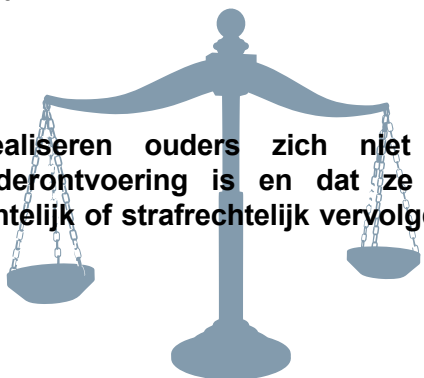 ealiseren ouders zich niet
derontvoering is en dat ze
htelijk of strafrechtelijk vervolg